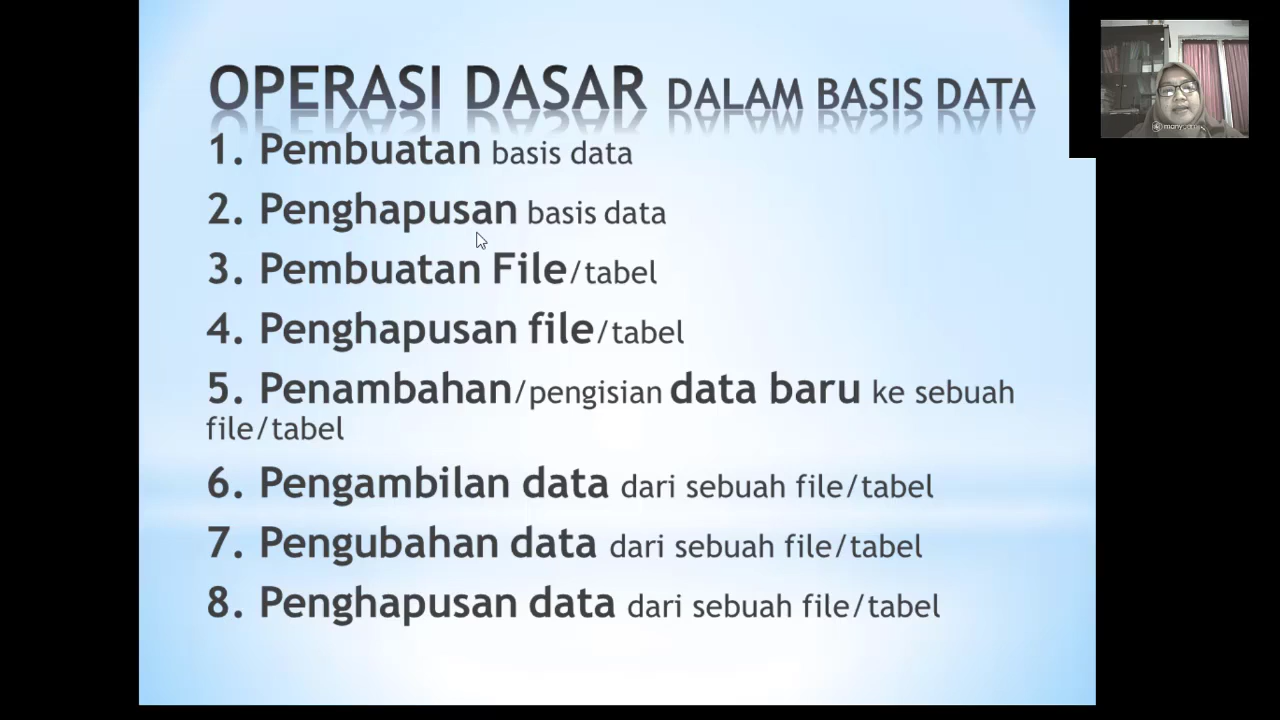 OPERASI DASAR DALAM BASIS DATA
1. Pembuatan basis data
2. Penghapusan basis data
3. Pembuatan File/tabel
4. Penghapusan file/tabel
5. Penambahan/pengisian data baru ke sebuah
file/tabel
6. Pengambilan data dari sebuah file/tabel
7. Pengubahan data dari sebuah file/tabel
8. Penghapusan data dari sebuah file/tabel